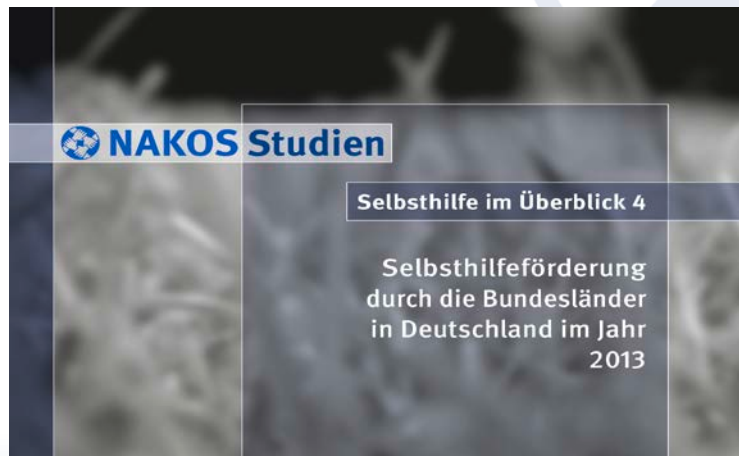 NAKOS Studien
Selbsthilfe im Überblick 4
Selbsthilfeförderung
durch die Bundesländer
in Deutschland im Jahr
2013